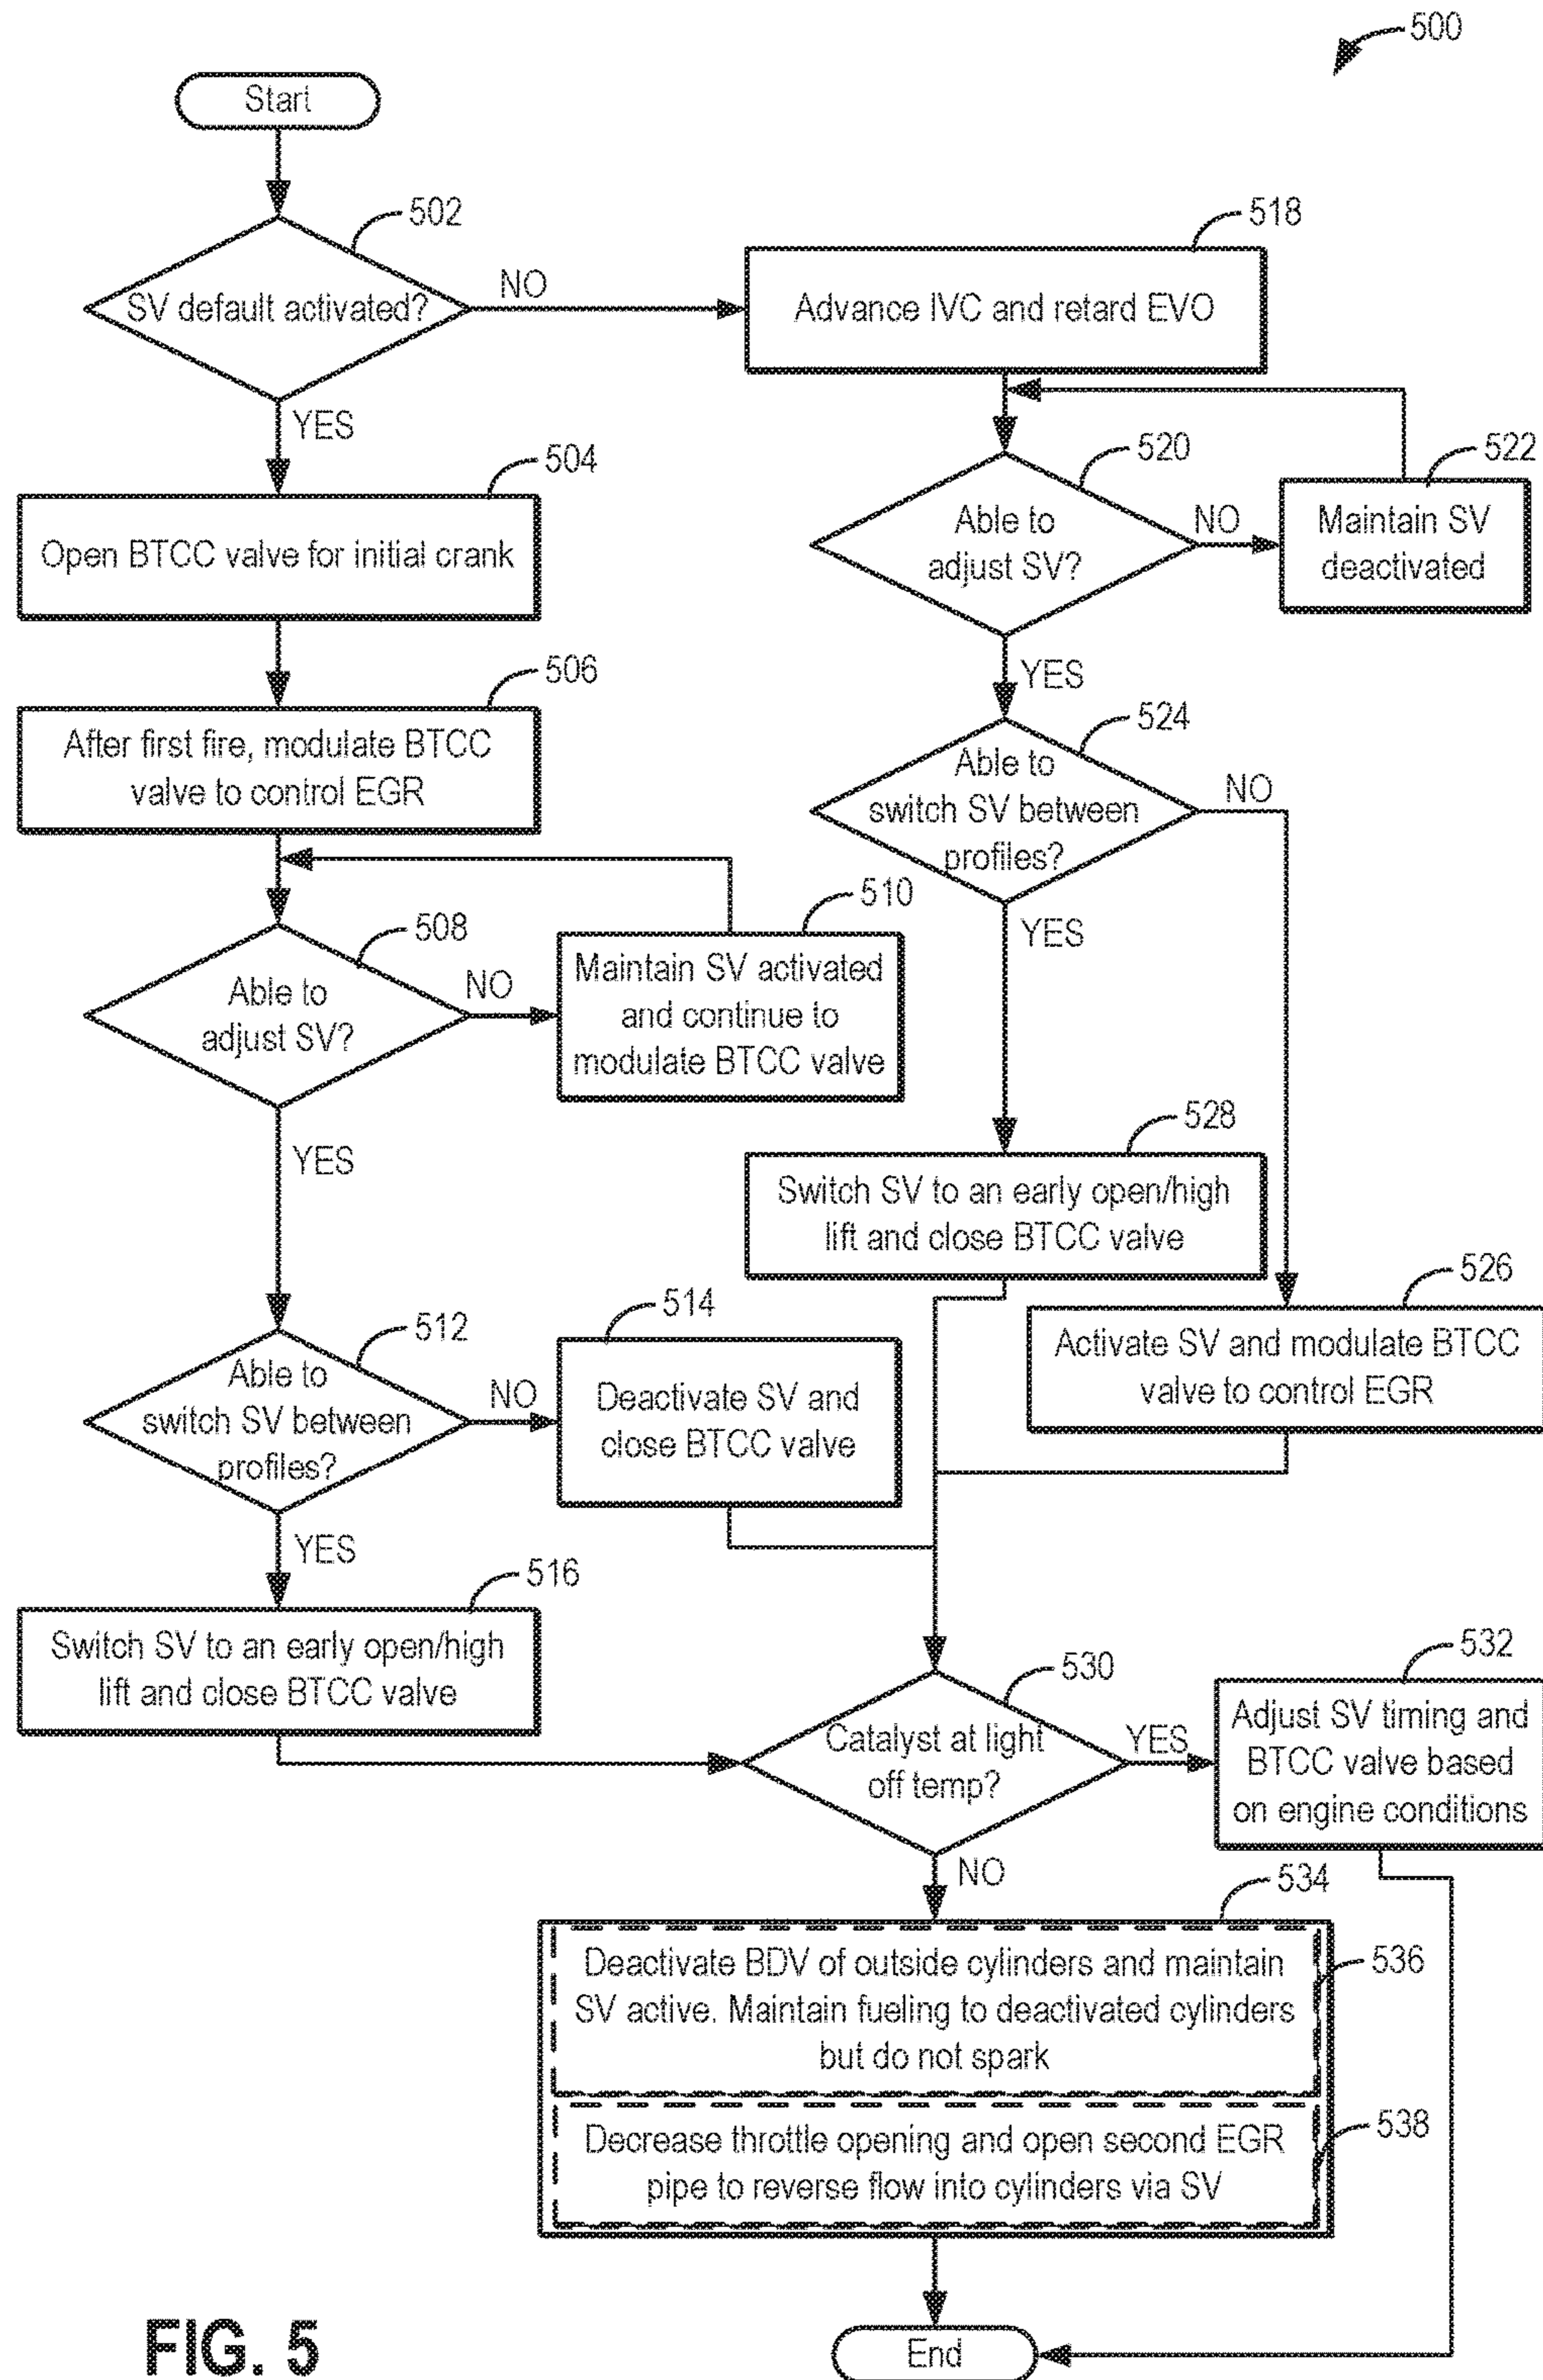 500
Start
502
SV default activated?
NO
YES
518
Advance IVC and retard EVO
504
Open BTCC valve for initial crank
520
Able to
adjust SV?
NO
YES
522
Maintain SV
deactivated
506
After first fire, modulate BTCC
valve to control EGR
524
Able to
switch SV between
profiles?
NO
YES
508
Able to
adjust SV?
NO
YES
510
Maintain SV activated
and continue to
modulate BTCC valve
528
Switch SV to an early open/high
lift and close BTCC valve
526
Activate SV and modulate BTCC
valve to control EGR
512
Able to
switch SV between
profiles?
NO
YES
514
Deactivate SV and
close BTCC valve
516
Switch SV to an early open/high
lift and close BTCC valve
530
Catalyst at light
off temp?
YES
NO
532
Adjust SV timing and
BTCC valve based
on engine conditions
534
Deactivate BDV of outside cylinders and maintain
SV active. Maintain fueling to deactivated cylinders
but do not spark
536
Decrease throttle opening and open second EGR
pipe to reverse flow into cylinders via SV
538
End
FIG. 5